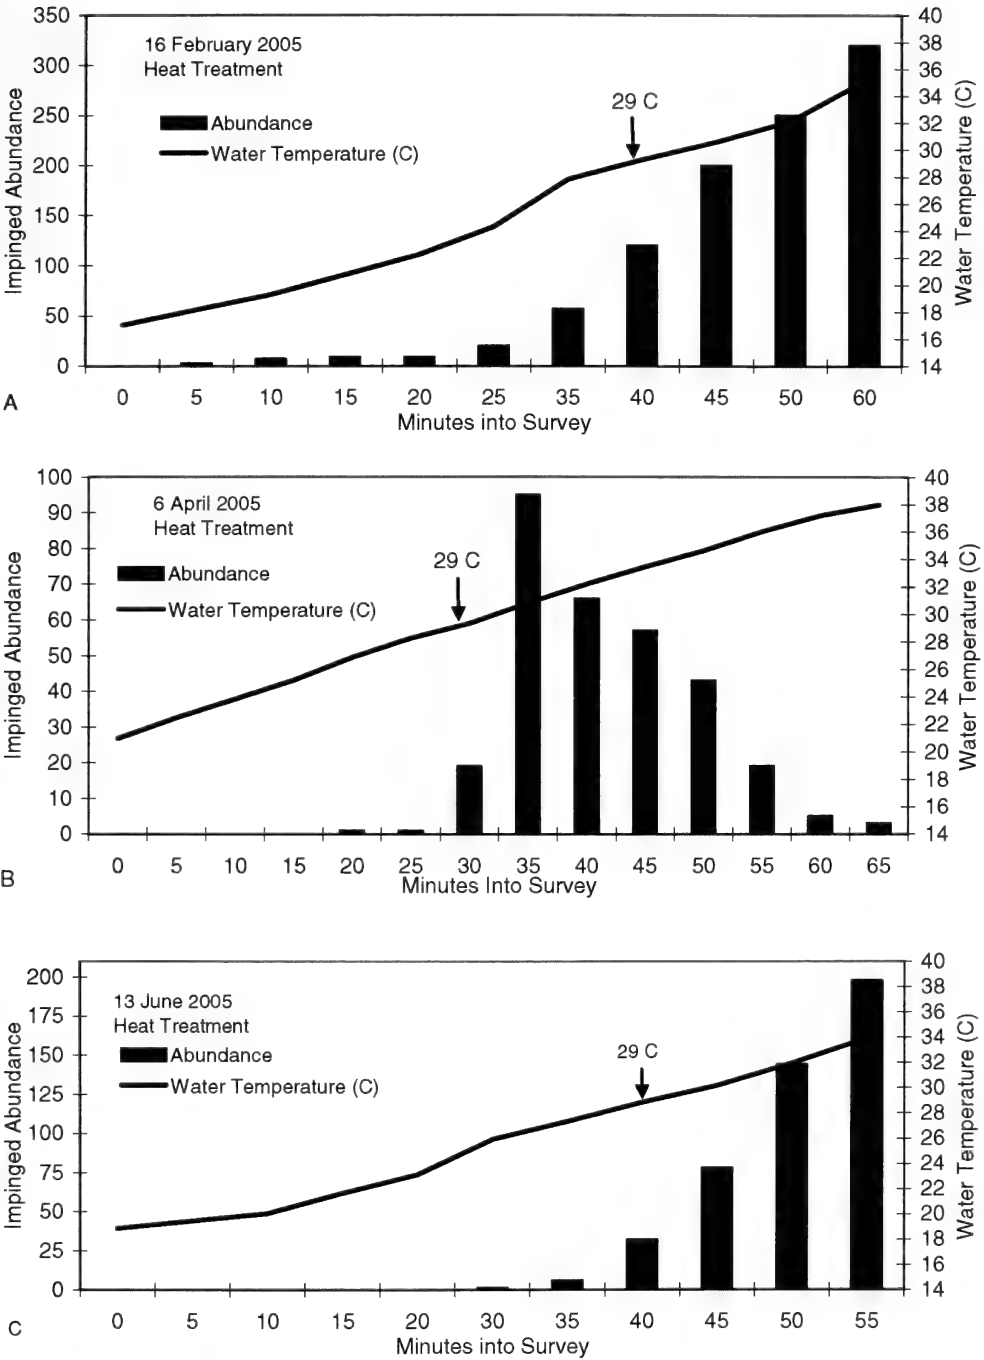 350
300
250
200
150
100
50
0
Impinged Abundance
16 February 2005
Heat Treatment
Abundance
Water Temperature (C)
29 C
40
38
36
34
32
30
28
26
24
22
20
18
16
14
Water Temperature (C)
0 5 10 15 20 25 35 40 45 50 60
Minutes into Survey
A
100
90
80
70
60
50
40
30
20
10
0
Impinged Abundance
6 April 2005
Heat Treatment
Abundance
Water Temperature (C)
29 C
40
38
36
34
32
30
28
26
24
22
20
18
16
14
Water Temperature (C)
0 5 10 15 20 25 30 35 40 45 50 55 60 65
Minutes Into Survey
B
200
175
150
125
100
75
50
25
0
Impinged Abundance
13 June 2005
Heat Treatment
Abundance
Water Temperature (C)
29 C
40
38
36
34
32
30
28
26
24
22
20
18
16
14
Water Temperature (C)
0 5 10 15 20 30 35 40 45 50 55
Minutes into Survey
C